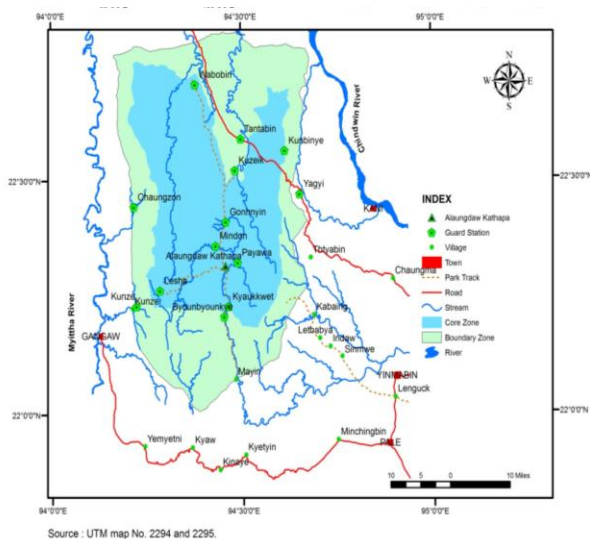 94°0'0"E 94°30'0"E 95°0'0"E
Nabobin
N
W E
S
Chindwin River
Tantabin
Kusbinye
Kuzeik
22°30'0"N 22°30'0"N
Yagyi
Chaungzon
INDEX
Alaungdaw Kathapa
Gonhnyin
Guard Station
Mindon
Village
Alaungdaw Kathapa
Payawa
Town
Chaungma
Park Track
Lesha
Road
Kunze
Kunze
Kyaukkwet
Stream
Kabaing
Core Zone
Myittha River
Letbabya
Boundary Zone
GANGAW
Indaw
River
Sinmwe
Mayin
YINMABIN
Lenguck
22°0'0"N 22°0'0"N
Minchingbin
Yemyetni
Kyaw
Kyetyin
PALE
Kinaye
10 5 0 10 Miles
94°0'0"E 94°30'0"E 95°0'0"E
Source : UTM map No. 2294 and 2295.